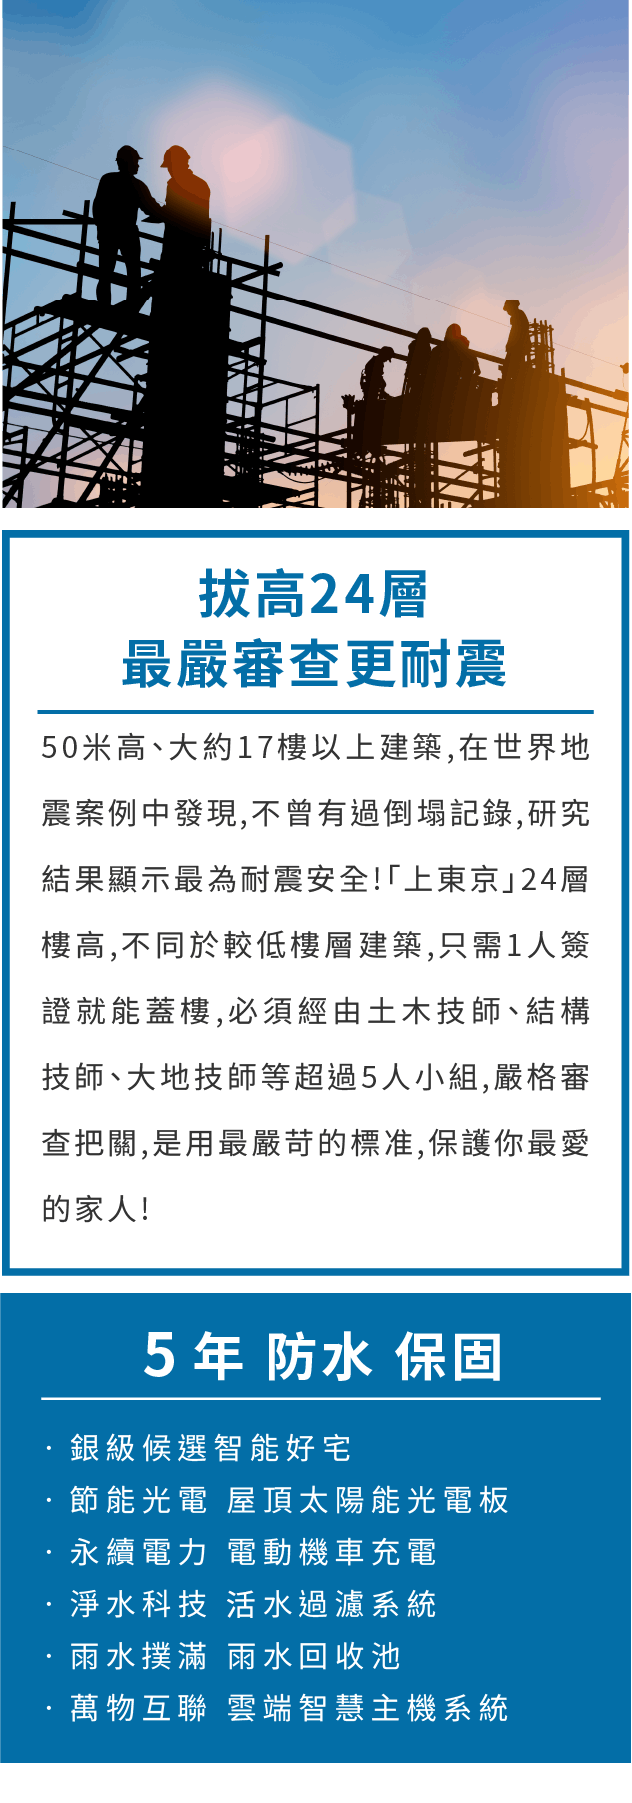 拔高24層
最嚴審查更耐震
50米高、大約17樓以上建築,在世界地
震案例中發現,不曾有過倒塌記錄,研究
結果顯示最為耐震安全!「上東京」24層
樓高,不同於較低樓層建築,只需1人簽
證就能蓋樓,必須經由土木技師、結構
技師、大地技師等超過5人小組,嚴格審
查把關,是用最嚴苛的標准,保護你最愛
的家人!
5年 防水 保固
· 銀級候選智能好宅
· 節能光電 屋頂太陽能光電板
· 永續電力 電動機車充電
· 淨水科技 活水過濾系統
· 雨水撲滿 雨水回收池
· 萬物互聯 雲端智慧主機系統